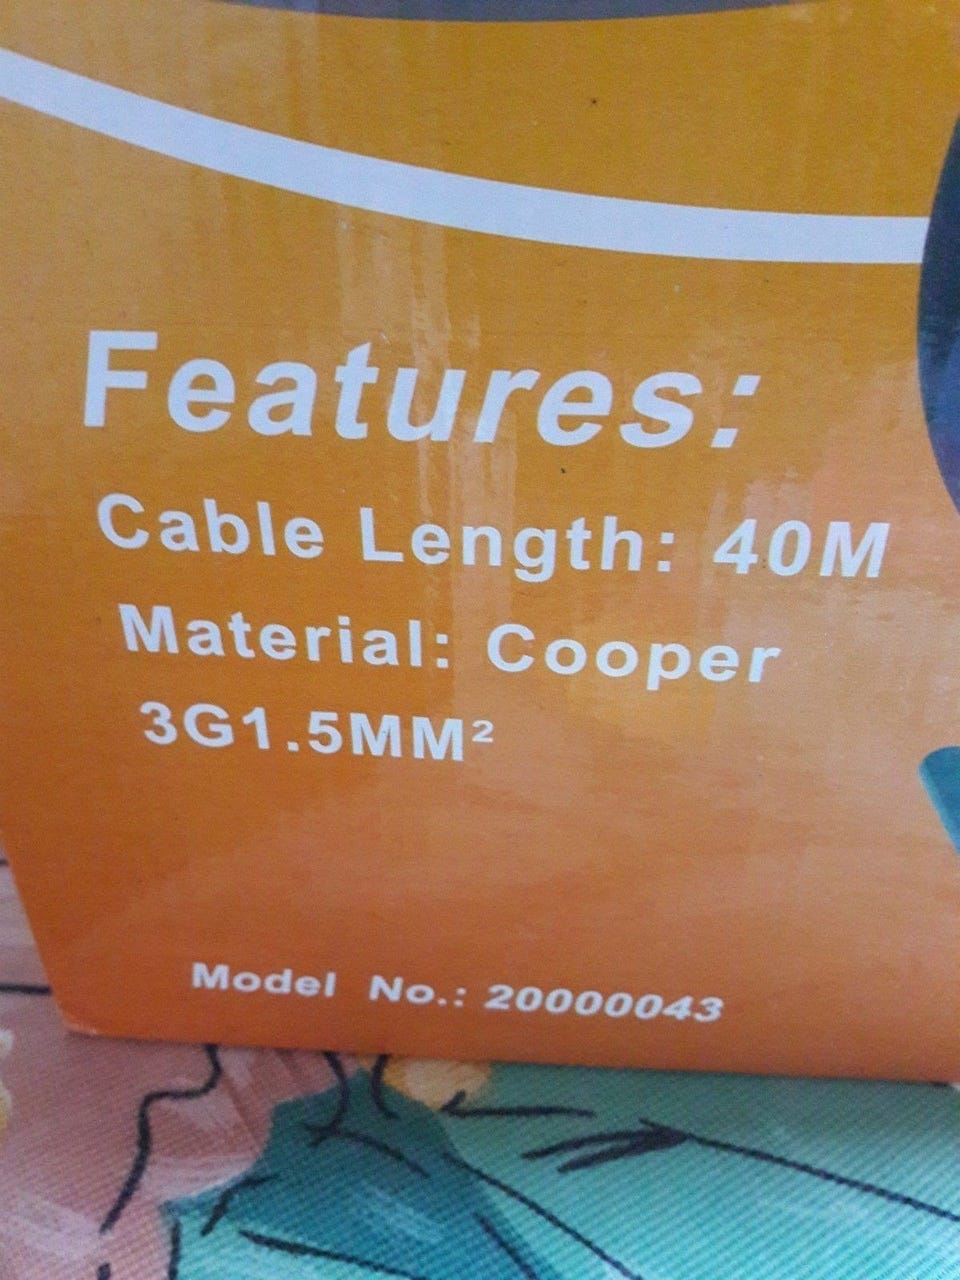 Features:
Cable Length: 40M
Material: Cooper
3G1.5MM²
Model No.: 20000043